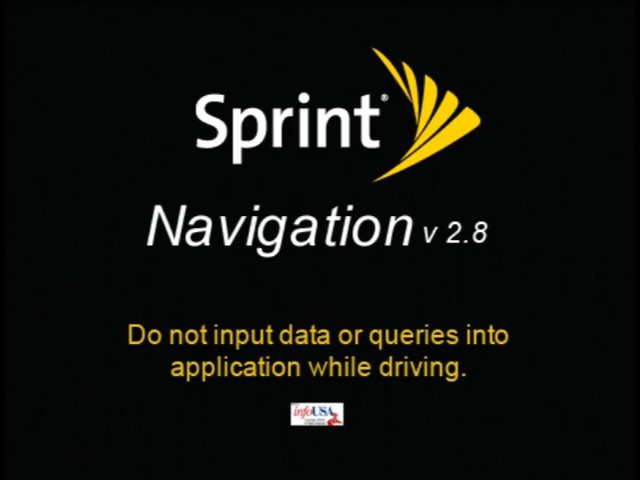 Sprint®
Navigation v 2.8
Do not input data or queries into
application while driving.
infoUSA